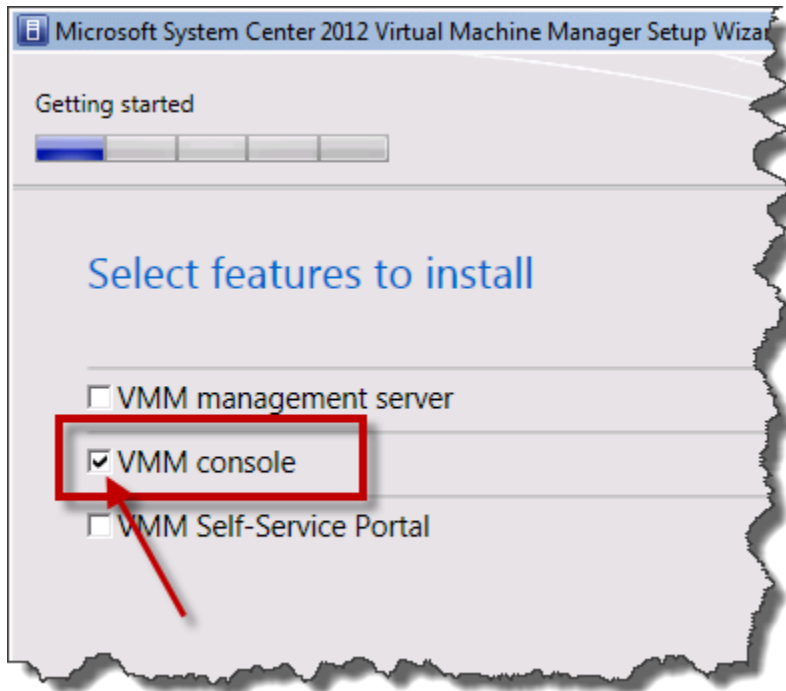 Microsoft System Center 2012 Virtual Machine Manager Setup
Getting started
Select features to install
VMM management server
VMM console
VMM Self-Service Portal